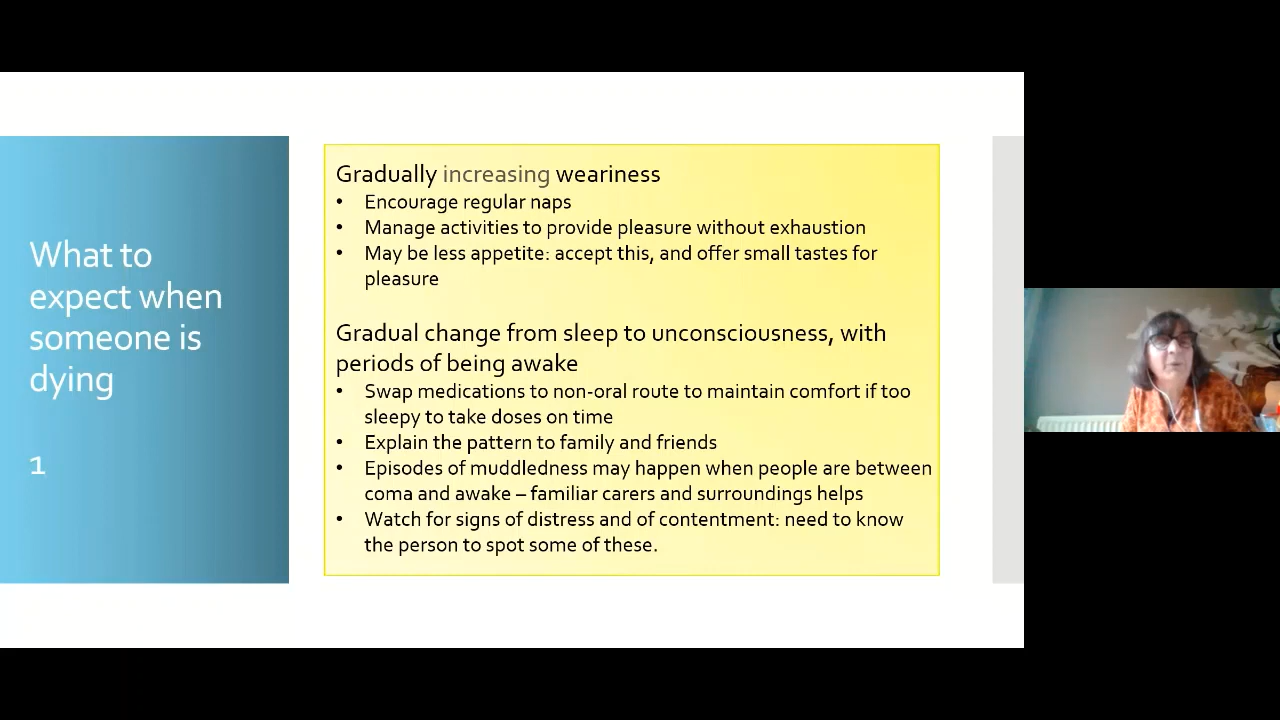 What to
expect when
someone is
dying
1
Gradually increasing weariness
• Encourage regular naps
• Manage activities to provide pleasure without exhaustion
• May be less appetite: accept this, and offer small tastes for
pleasure
Gradual change from sleep to unconsciousness, with
periods of being awake
• Swap medications to non-oral route to maintain comfort if too
sleepy to take doses on time
• Explain the pattern to family and friends
• Episodes of muddledness may happen when people are between
coma and awake – familiar carers and surroundings helps
• Watch for signs of distress and of contentment: need to know
the person to spot some of these.